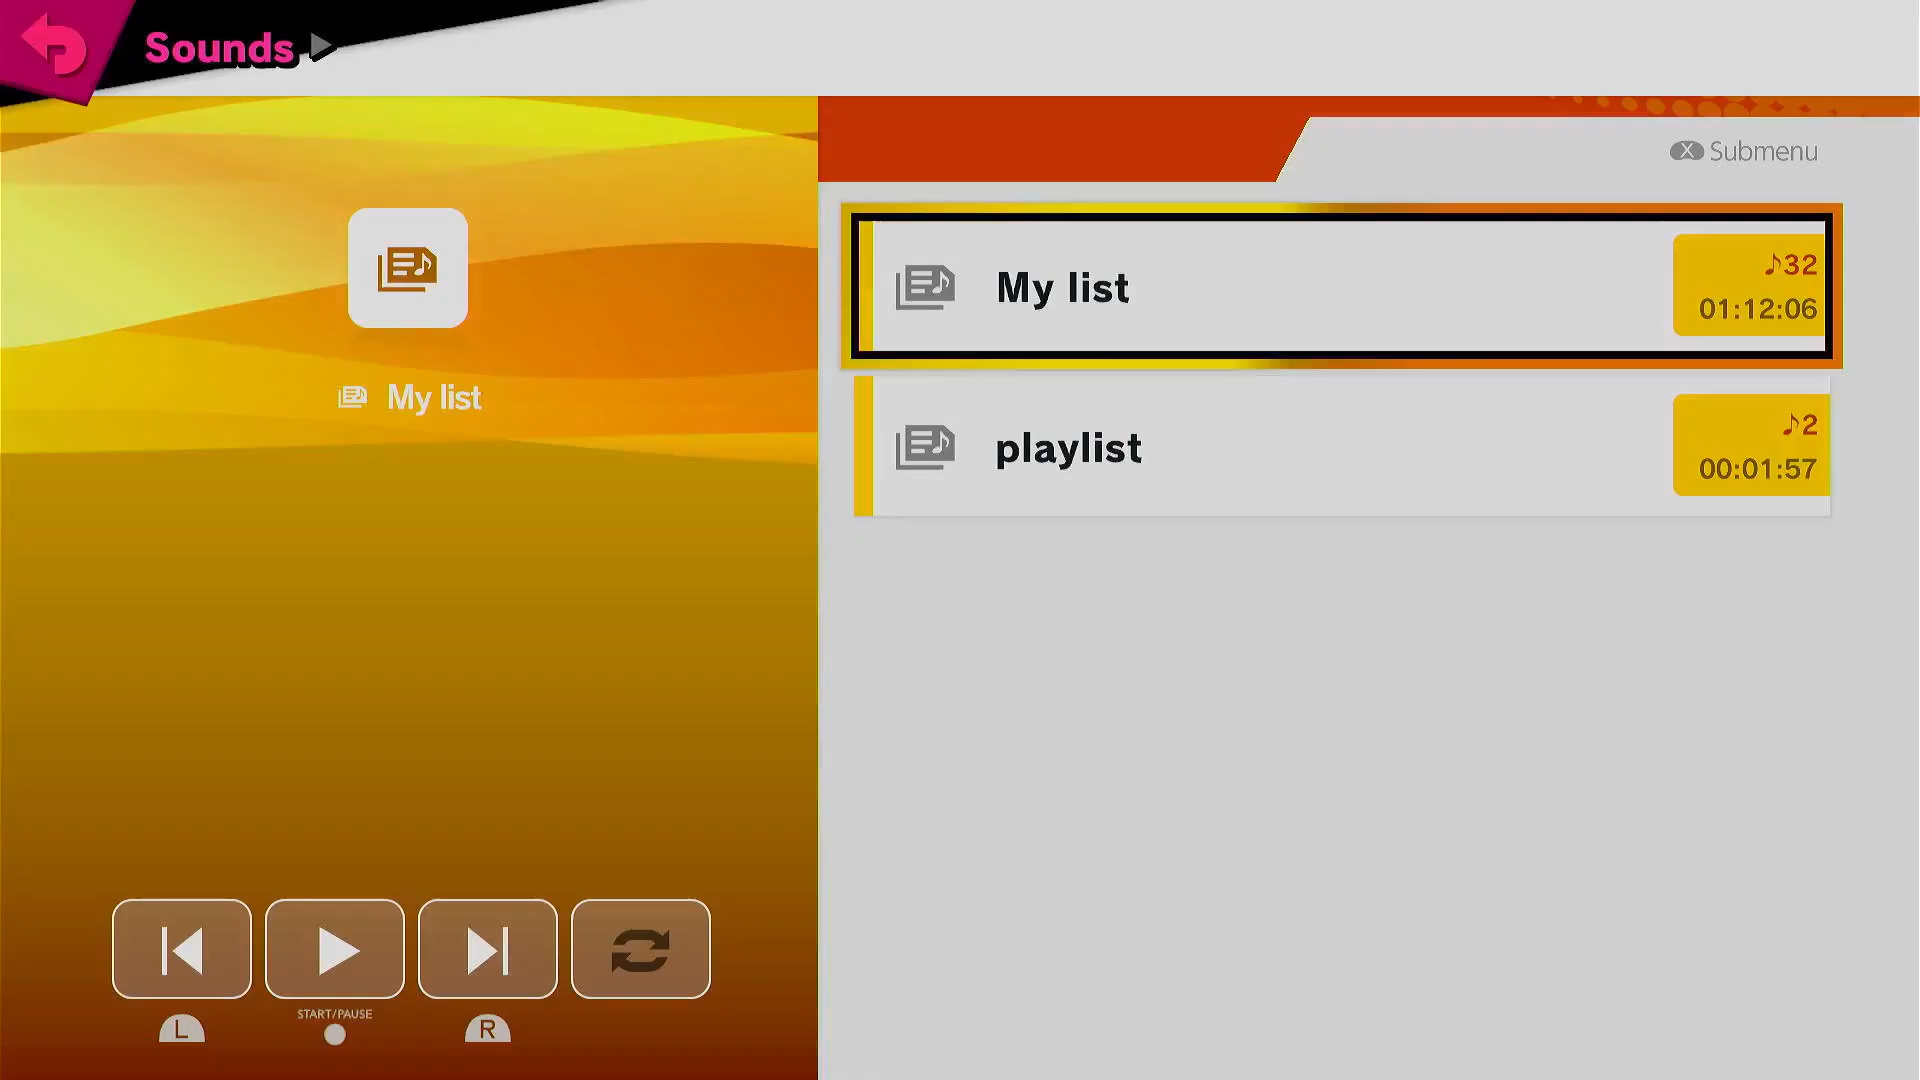 Sounds
X Submenu
My list
My list
♪32
01:12:06
playlist
♪2
00:01:57
START/PAUSE
L
R